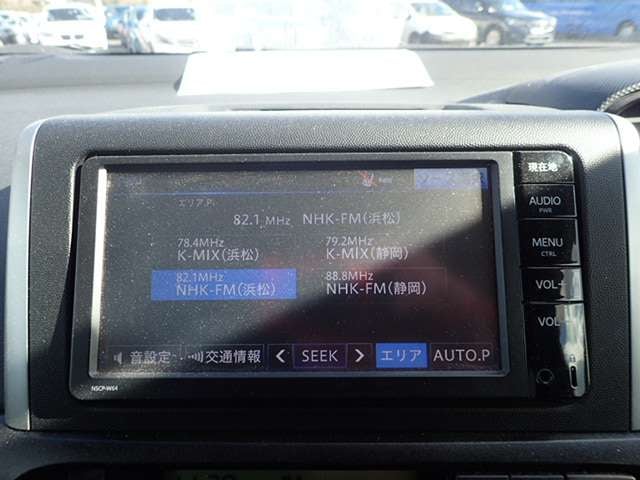 現在地
エリア.P.
AUDIO
PWR
82.1 MHz NHK-FM(浜松)
78.4MHz 79.2MHz
K-MIX(浜松) K-MIX(静岡)
MENU
CTRL
82.1MHz 88.8MHz
NHK-FM(浜松) NHK-FM(静岡)
VOL+
VOL-
音設定 交通情報 < SEEK > エリア AUTO.P
NSCP-W64